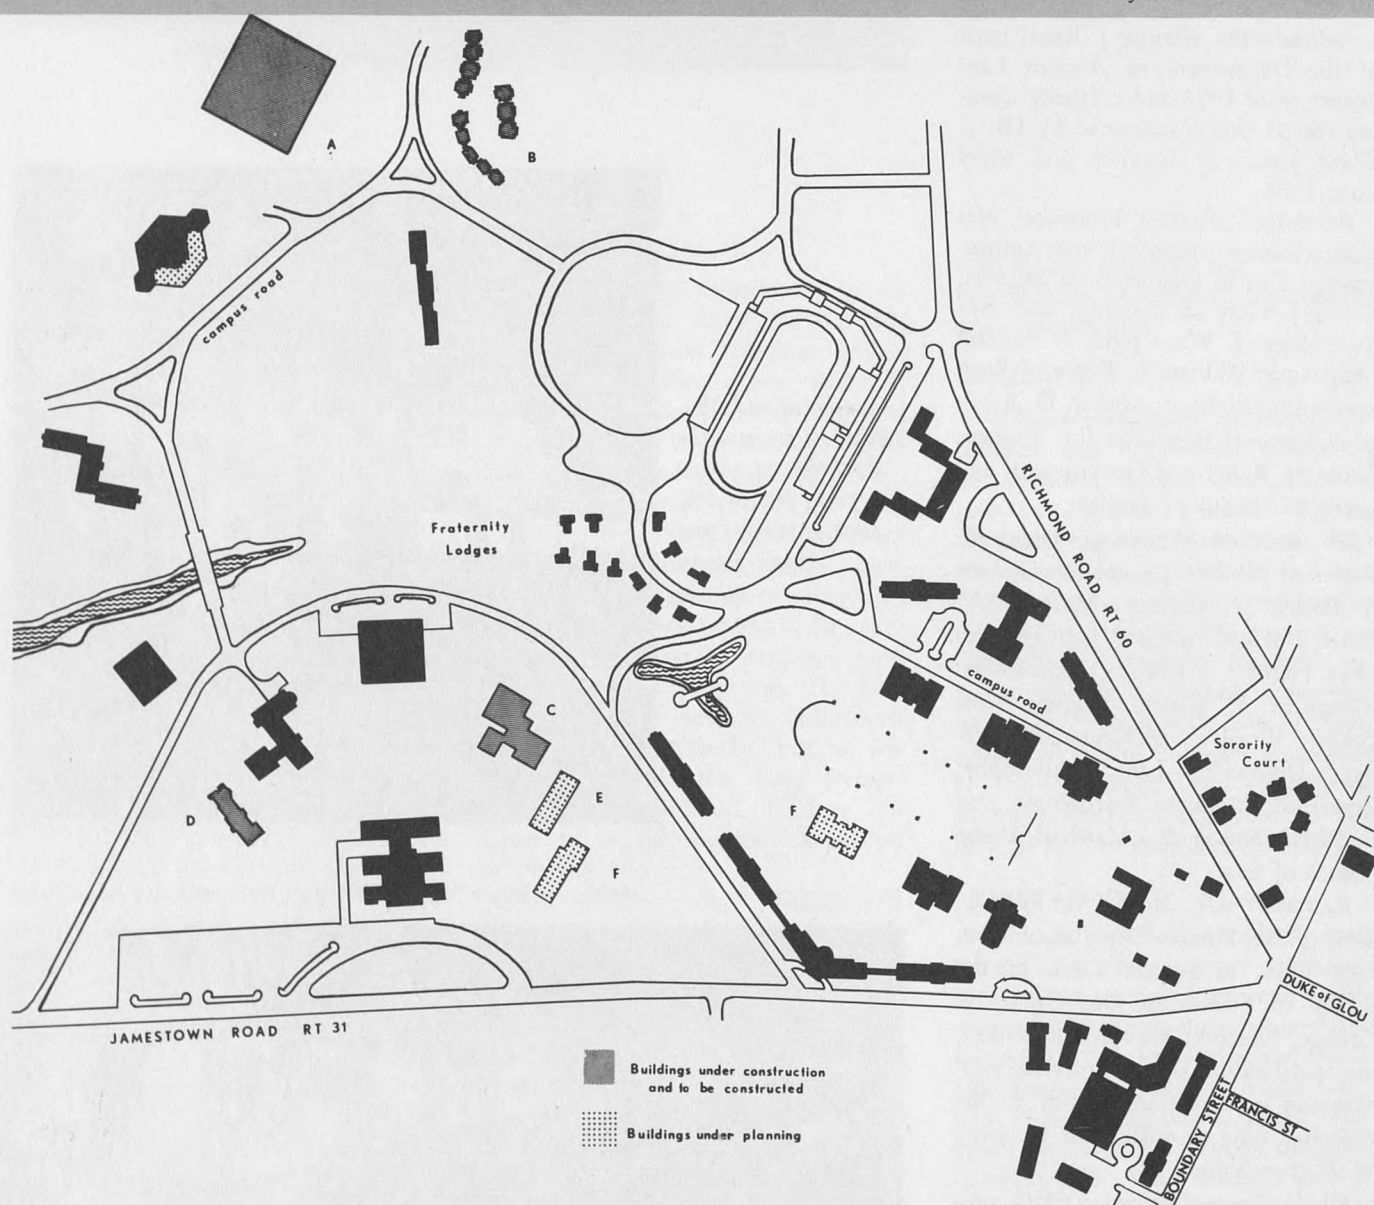 A
B
campus road
Fraternity
Lodges
RICHMOND ROAD RT 60
campus road
C
Sorority
Court
E
D
F
F
DUKE of GLOU
JAMESTOWN ROAD RT 31
Buildings under construction
and to be constructed
BOUNDARY STREET
FRANCIS ST
Buildings under planning